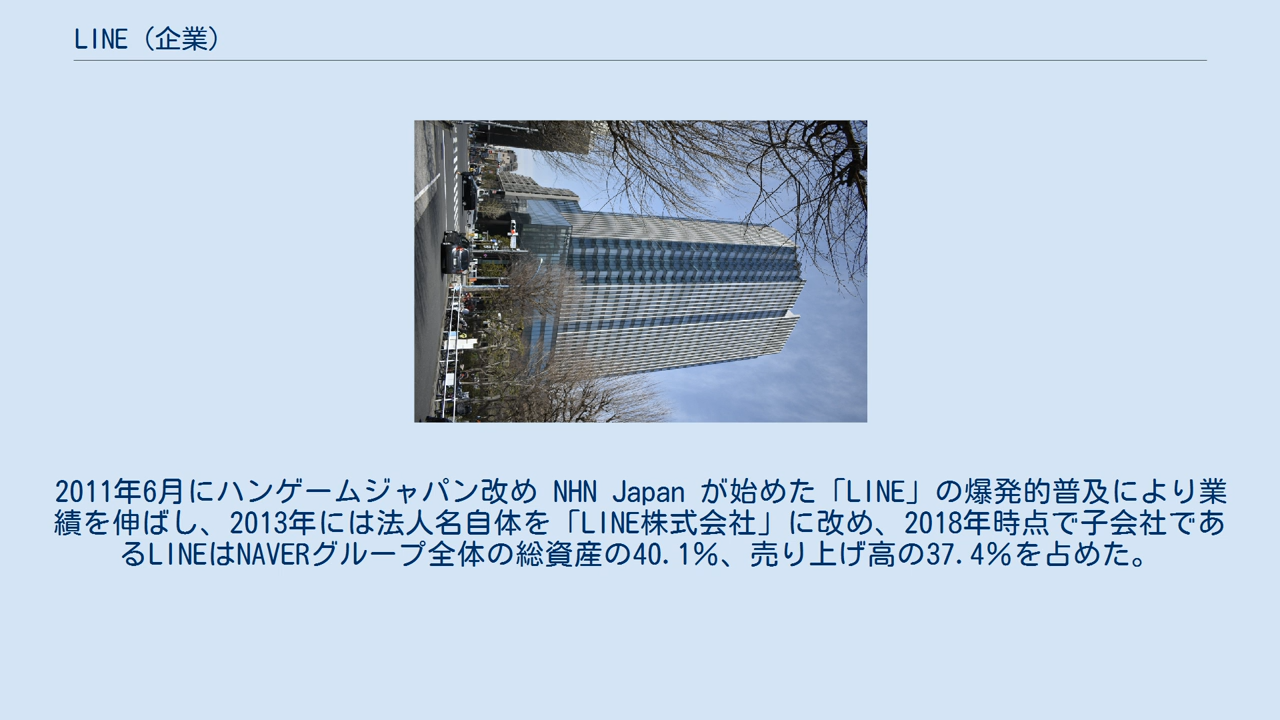 LINE（企業）
2011年6月にハンゲームジャパン改め NHN Japan が始めた「LINE」の爆発的普及により業
績を伸ばし、2013年には法人名自体を「LINE株式会社」に改め、2018年時点で子会社であ
るLINEはNAVERグループ全体の総資産の40.1％、売り上げ高の37.4％を占めた。